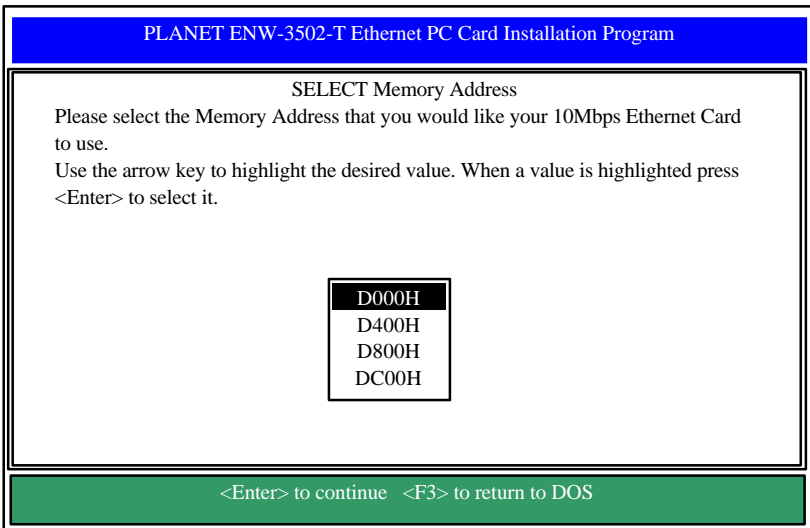 PLANET ENW-3502-T Ethernet PC Card Installation Program
SELECT Memory Address
Please select the Memory Address that you would like your 10Mbps Ethernet Card
to use.
Use the arrow key to highlight the desired value. When a value is highlighted press
<Enter> to select it.
D000H
D400H
D800H
DC00H
<Enter> to continue   <F3> to return to DOS